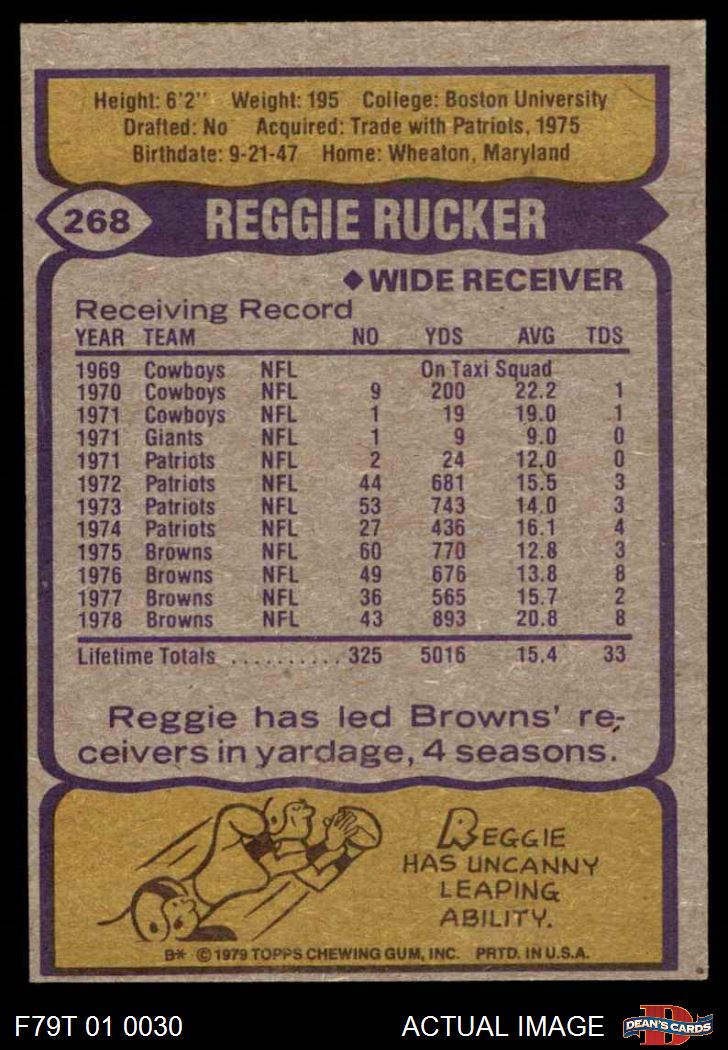 Height: 6'2" Weight: 195 College: Boston University
Drafted: No Acquired: Trade with Patriots, 1975
Birthdate: 9-21-47 Home: Wheaton, Maryland
268 REGGIE RUCKER
◆WIDE RECEIVER
Receiving Record
YEAR TEAM NO YDS AVG TDS
1969 Cowboys NFL On Taxi Squad
1970 Cowboys NFL 9 200 22.2 1
1971 Cowboys NFL 1 19 19.0 1
1971 Giants NFL 1 9 9.0 0
1971 Patriots NFL 2 24 12.0 0
1972 Patriots NFL 44 681 15.5 3
1973 Patriots NFL 53 743 14.0 3
1974 Patriots NFL 27 436 16.1 4
1975 Browns NFL 60 770 12.8 3
1976 Browns NFL 49 676 13.8 8
1977 Browns NFL 36 565 15.7 2
1978 Browns NFL 43 893 20.8 8
Lifetime Totals .......... 325 5016 15.4 33
Reggie has led Browns' re-
ceivers in yardage, 4 seasons.
REGGIE
HAS UNCANNY
LEAPING
ABILITY.
B* ©1979 TOPPS CHEWING GUM, INC. PRTD. IN U.S.A.
F79T 01 0030 ACTUAL IMAGE D DEAN'S CARDS